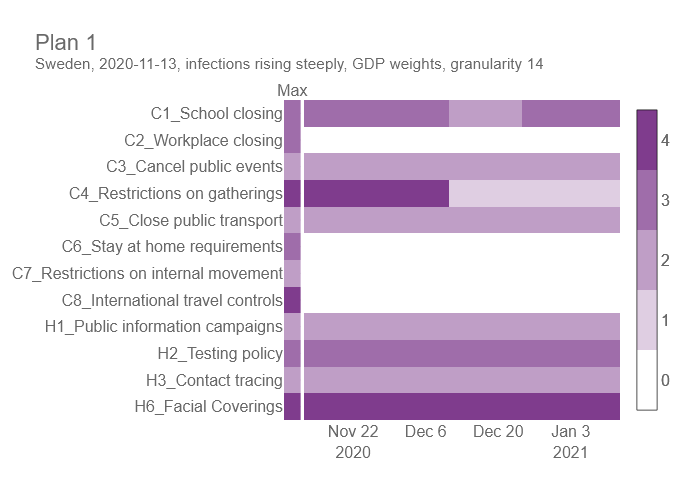 Plan 1
Sweden, 2020-11-13, infections rising steeply, GDP weights, granularity 14
Max
C1_School closing
C2_Workplace closing
C3_Cancel public events
C4_Restrictions on gatherings
C5_Close public transport
C6_Stay at home requirements
C7_Restrictions on internal movement
C8_International travel controls
H1_Public information campaigns
H2_Testing policy
H3_Contact tracing
H6_Facial Coverings
4
3
2
1
0
Nov 22 Dec 6 Dec 20 Jan 3
2020 2021